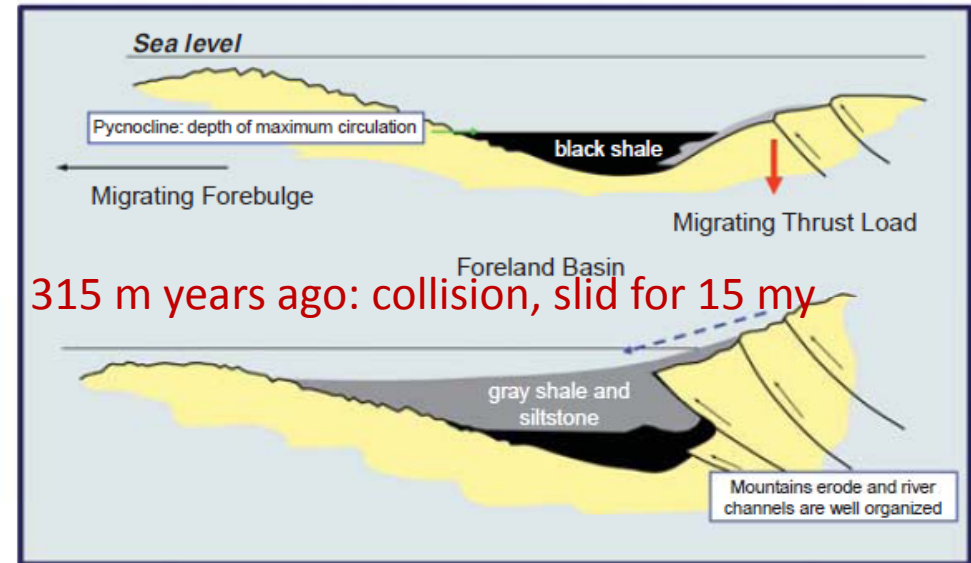 Sea level
Pycnocline: depth of maximum circulation
black shale
Migrating Forebulge
Migrating Thrust Load
Foreland Basin
315 m years ago: collision, slid for 15 my
gray shale and
siltstone
Mountains erode and river
channels are well organized